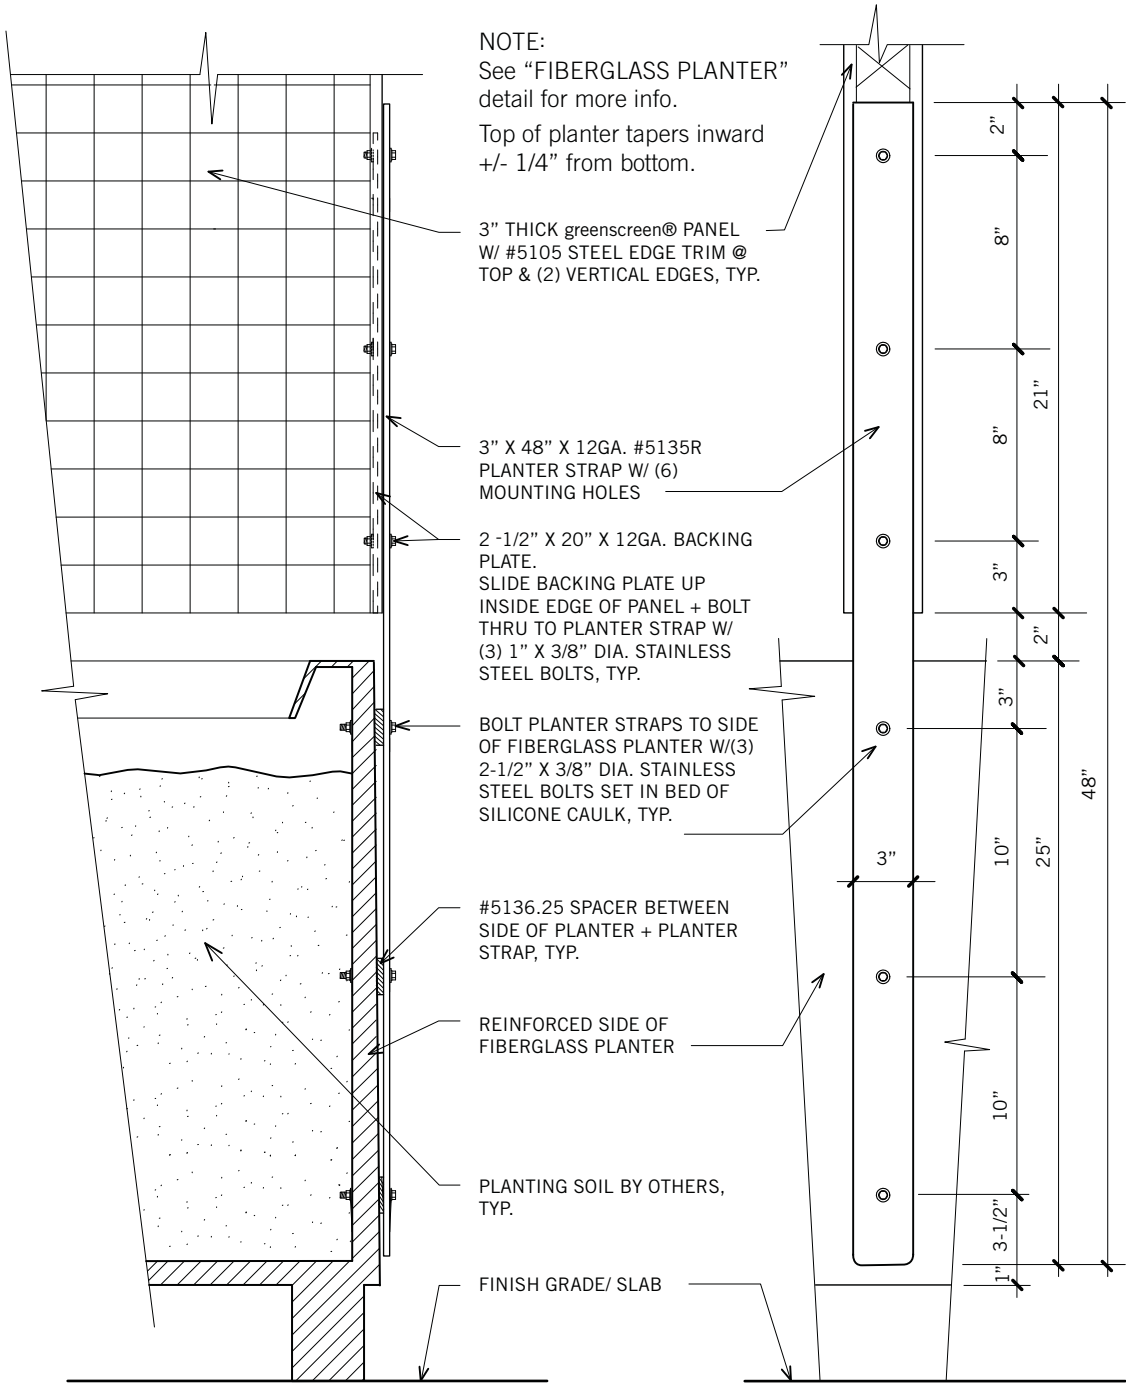 NOTE:
See “FIBERGLASS PLANTER”
detail for more info.
Top of planter tapers inward
+/- 1/4” from bottom.
3” THICK greenscreen® PANEL
W/ #5105 STEEL EDGE TRIM @
TOP & (2) VERTICAL EDGES, TYP.
3” X 48” X 12GA. #5135R
PLANTER STRAP W/ (6)
MOUNTING HOLES
2 -1/2” X 20” X 12GA. BACKING
PLATE.
SLIDE BACKING PLATE UP
INSIDE EDGE OF PANEL + BOLT
THRU TO PLANTER STRAP W/
(3) 1” X 3/8” DIA. STAINLESS
STEEL BOLTS, TYP.
BOLT PLANTER STRAPS TO SIDE
OF FIBERGLASS PLANTER W/(3)
2-1/2” X 3/8” DIA. STAINLESS
STEEL BOLTS SET IN BED OF
SILICONE CAULK, TYP.
#5136.25 SPACER BETWEEN
SIDE OF PLANTER + PLANTER
STRAP, TYP.
REINFORCED SIDE OF
FIBERGLASS PLANTER
PLANTING SOIL BY OTHERS,
TYP.
FINISH GRADE/ SLAB
2”
8”
8”
3”
2”
3”
10”
10”
3-1/2”
1”
21”
25”
48”
3”